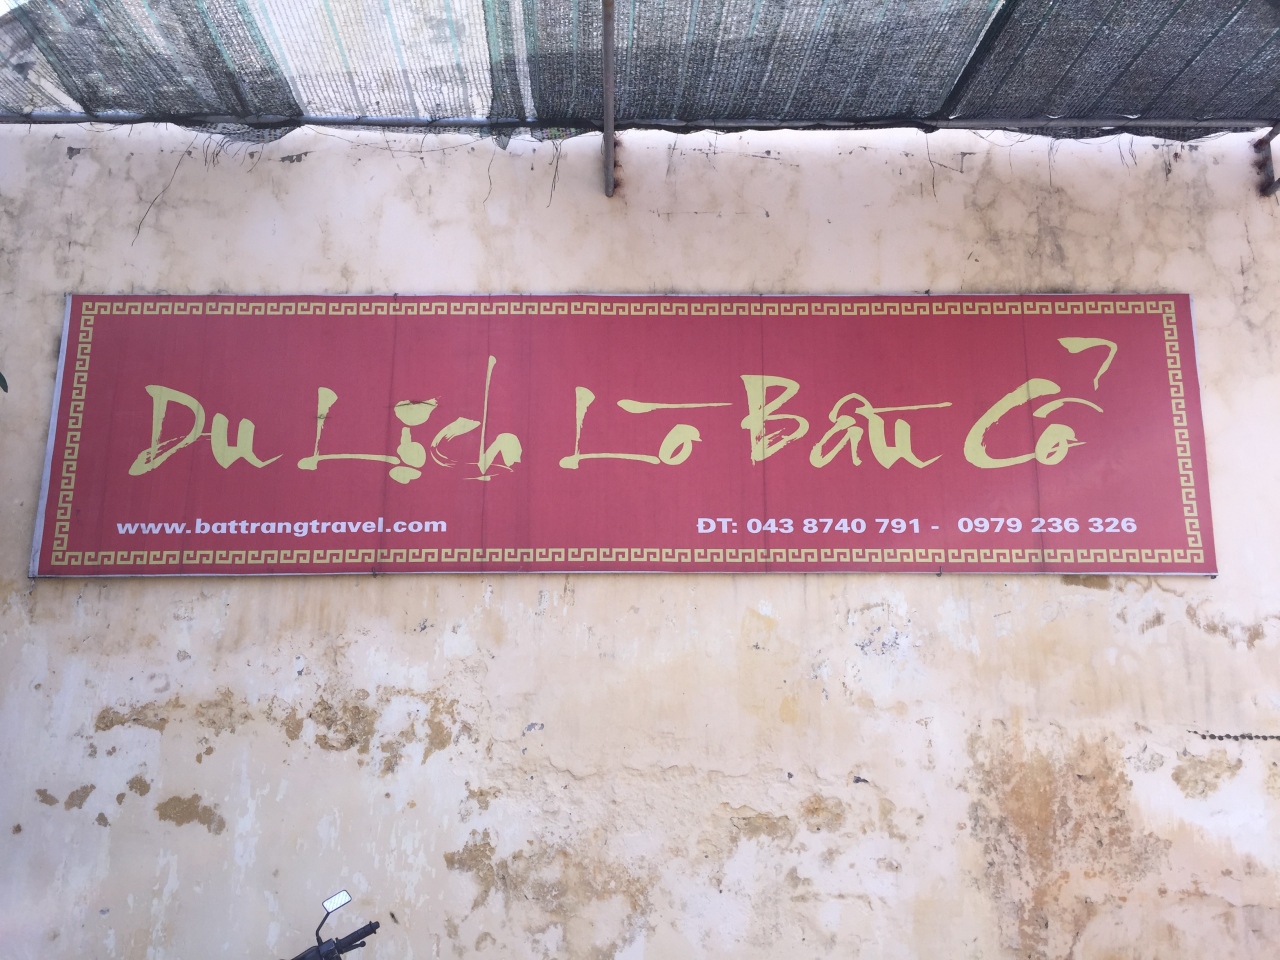 Du Lịch Lò Bầu Cổ
www.battrangtravel.com
ĐT: 043 8740 791 - 0979 236 326